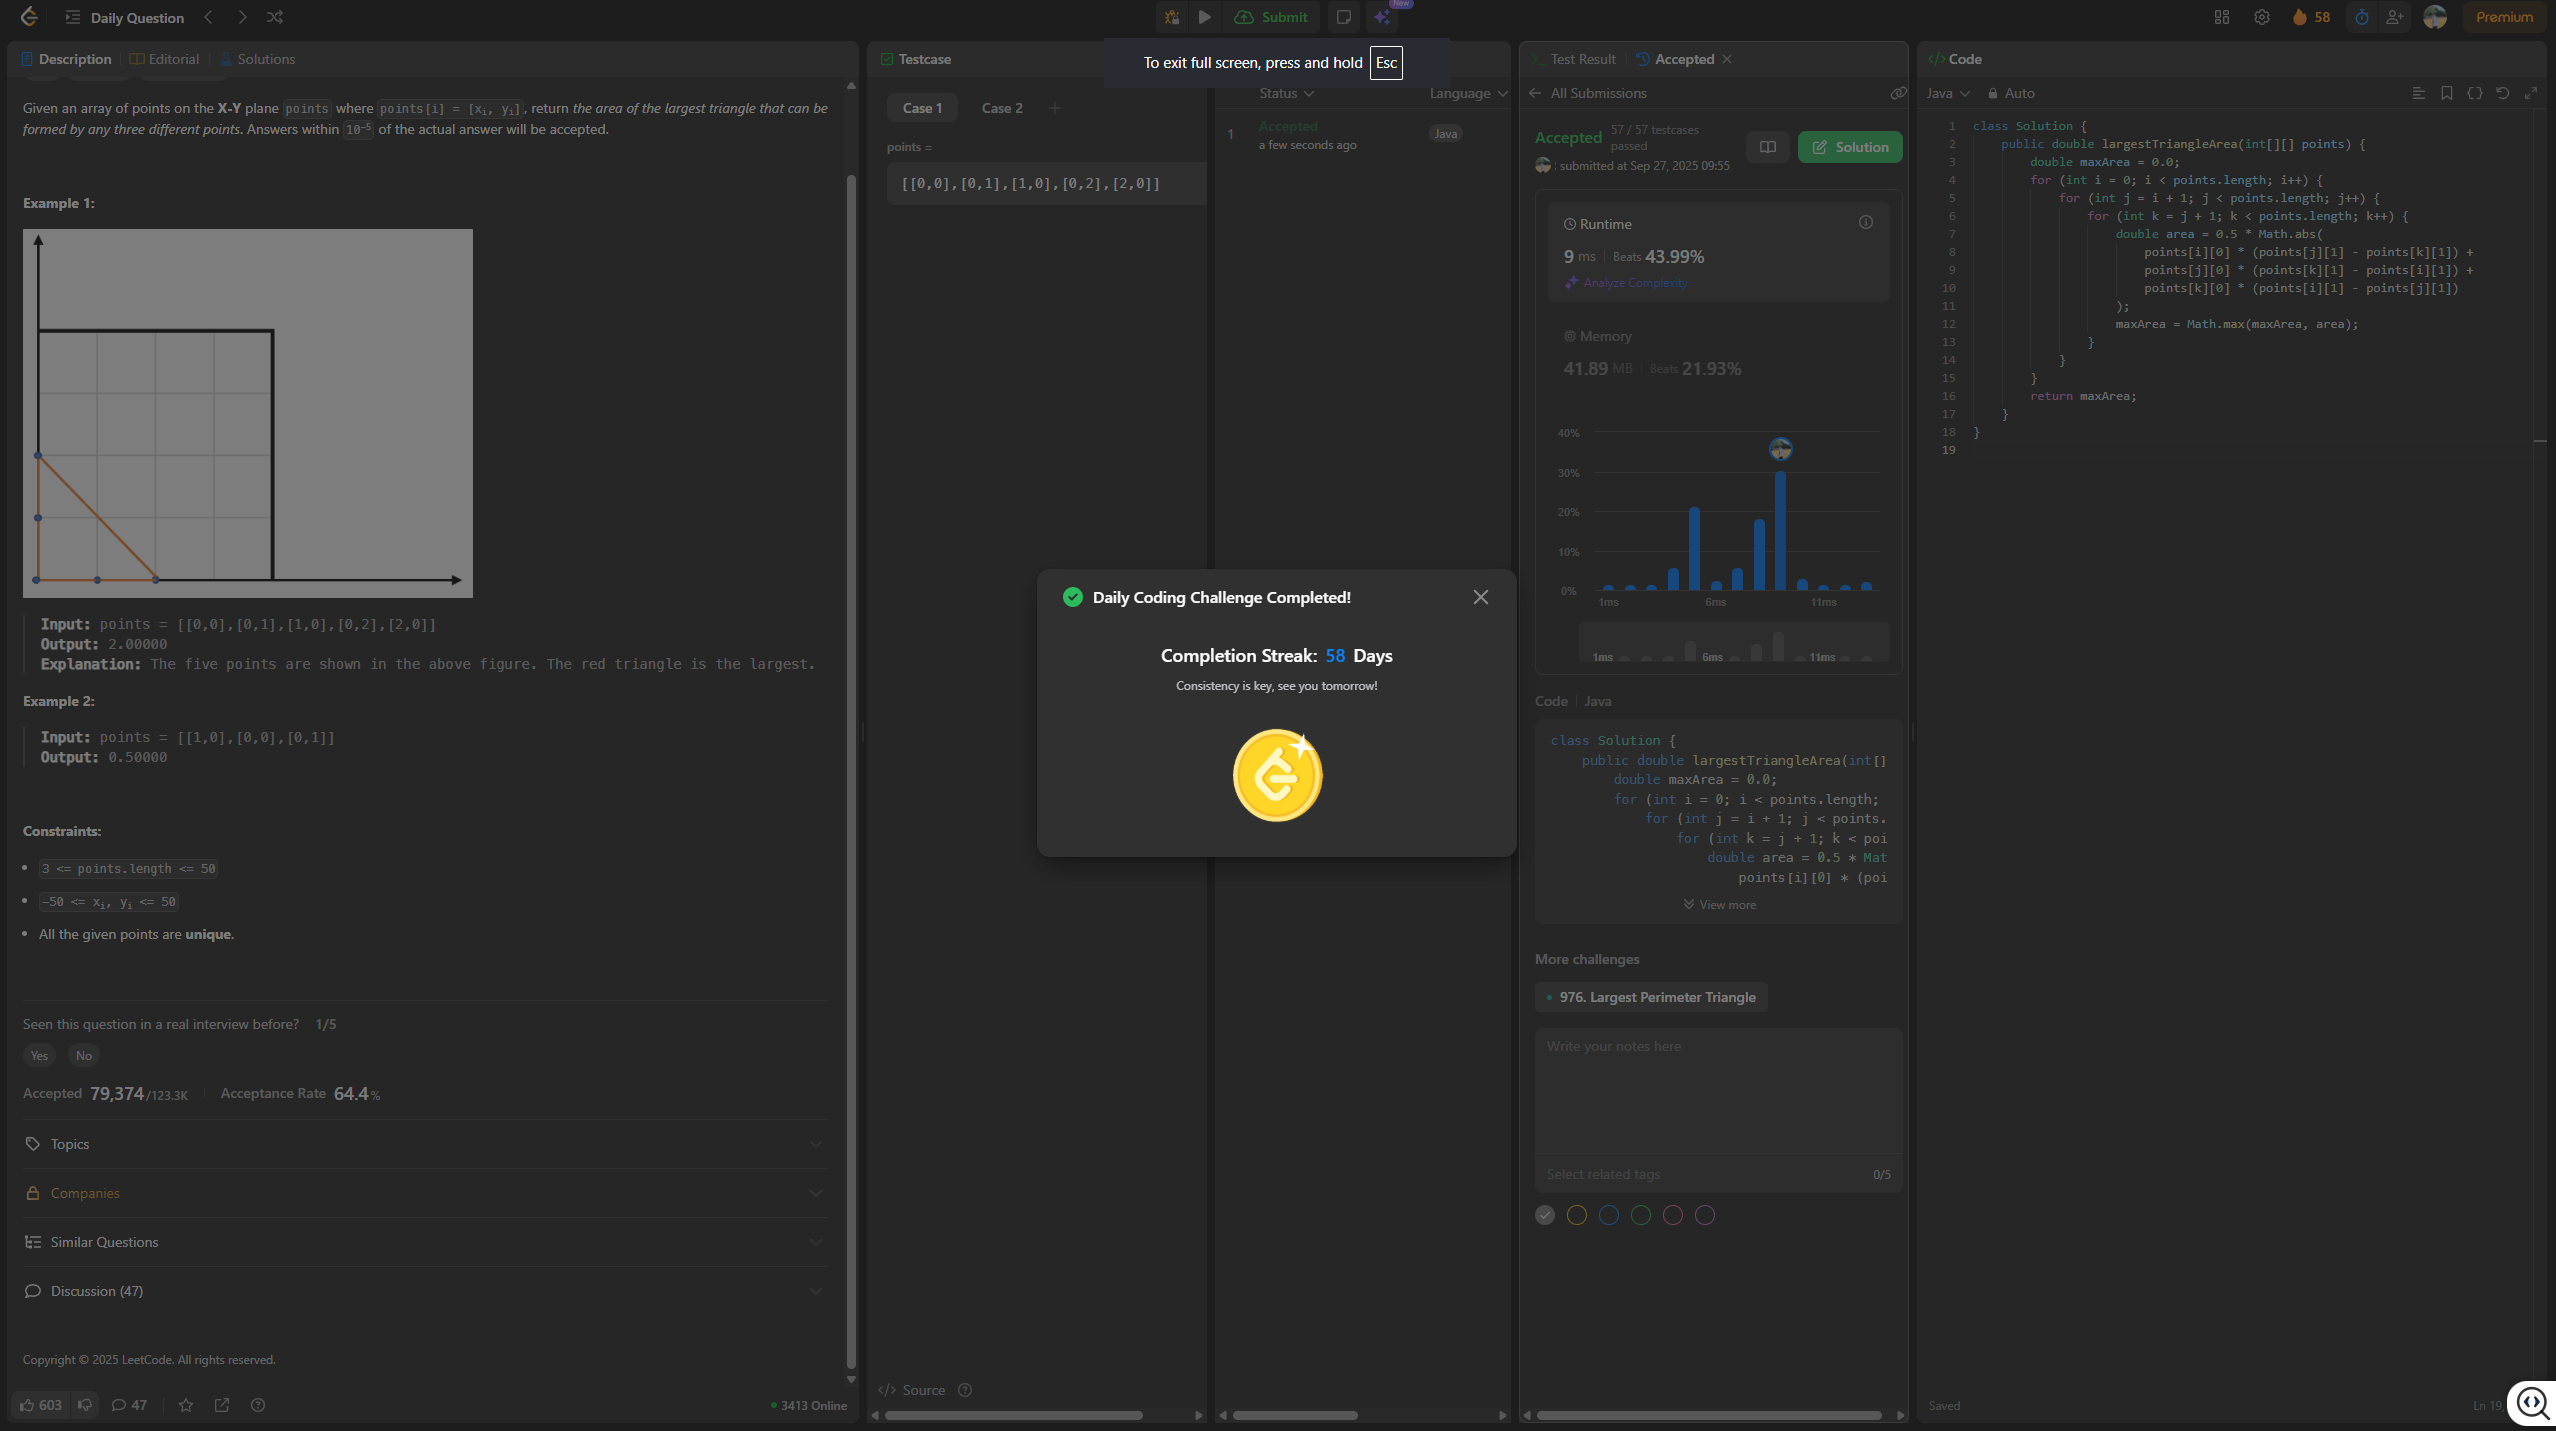 Daily Question
Submit
New
58
Premium
Description
Editorial
Solutions
Given an array of points on the X-Y plane points where points[i] = [xi, yi], return the area of the largest triangle that can be
formed by any three different points. Answers within 10⁻⁵ of the actual answer will be accepted.
Example 1:
Input: points = [[0,0],[0,1],[1,0],[0,2],[2,0]]
Output: 2.00000
Explanation: The five points are shown in the above figure. The red triangle is the largest.
Example 2:
Input: points = [[1,0],[0,0],[0,1]]
Output: 0.50000
Constraints:
3 <= points.length <= 50
-50 <= xi, yi <= 50
All the given points are unique.
Seen this question in a real interview before? 1/5
Yes No
Accepted 79,374/123.3K Acceptance Rate 64.4%
Topics
Companies
Similar Questions
Discussion (47)
Copyright © 2025 LeetCode. All rights reserved.
603
47
3413 Online
Testcase
Case 1
Case 2
points =
[[0,0],[0,1],[1,0],[0,2],[2,0]]
</> Source
To exit full screen, press and hold Esc
Status
Language
1
Accepted
a few seconds ago
Java
Daily Coding Challenge Completed!
Completion Streak: 58 Days
Consistency is key, see you tomorrow!
Test Result
Accepted
All Submissions
Accepted
57 / 57 testcases
passed
submitted at Sep 27, 2025 09:55
Solution
Runtime
9 ms Beats 43.99%
Analyze Complexity
Memory
41.89 MB Beats 21.93%
40%
30%
20%
10%
0%
1ms 6ms 11ms
1ms 6ms 11ms
Code Java
class Solution {
public double largestTriangleArea(int[]
double maxArea = 0.0;
for (int i = 0; i < points.length;
for (int j = i + 1; j < points.
for (int k = j + 1; k < poi
double area = 0.5 * Mat
points[i][0] * (poi
View more
More challenges
976. Largest Perimeter Triangle
Write your notes here
Select related tags
0/5
</> Code
Java
Auto
1 class Solution {
2 public double largestTriangleArea(int[][] points) {
3 double maxArea = 0.0;
4 for (int i = 0; i < points.length; i++) {
5 for (int j = i + 1; j < points.length; j++) {
6 for (int k = j + 1; k < points.length; k++) {
7 double area = 0.5 * Math.abs(
8 points[i][0] * (points[j][1] - points[k][1]) +
9 points[j][0] * (points[k][1] - points[i][1]) +
10 points[k][0] * (points[i][1] - points[j][1])
11 );
12 maxArea = Math.max(maxArea, area);
13 }
14 }
15 }
16 return maxArea;
17 }
18 }
19
Saved
Ln 19,